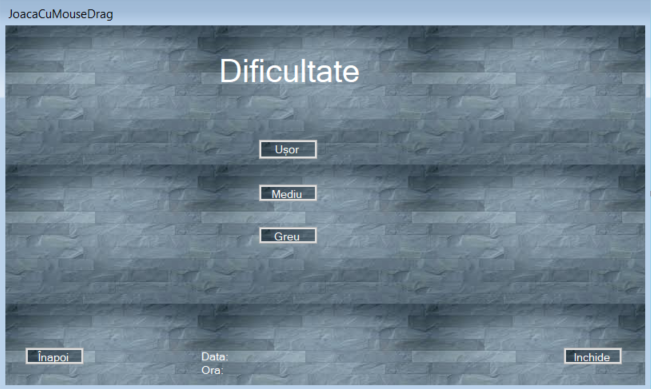 JoacaCuMouseDrag
Dificultate
Ușor
Mediu
Greu
Înapoi
Data:
Ora:
Inchide